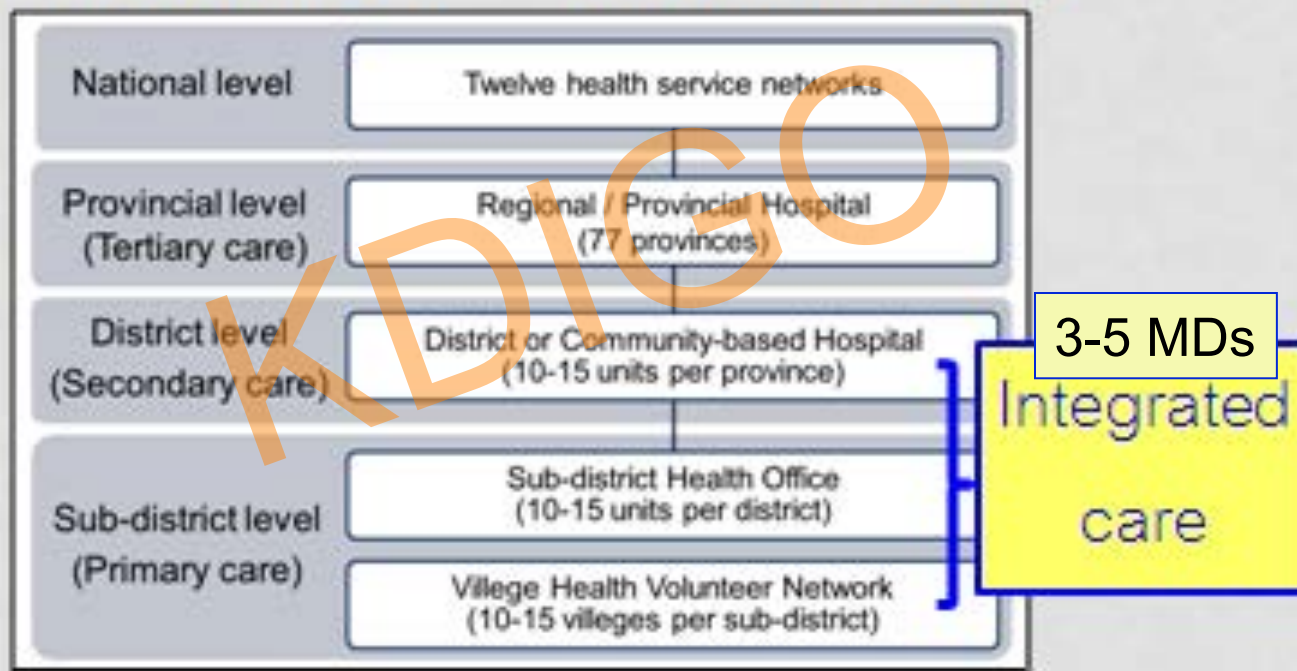 National level
Twelve health service networks
Provincial level
(Tertiary care)
Regional / Provincial Hospital
(77 provinces)
District level
(Secondary care)
District or Community-based Hospital
(10-15 units per province)
3-5 MDs
Integrated
care
Sub-district level
(Primary care)
Sub-district Health Office
(10-15 units per district)
Villege Health Volunteer Network
(10-15 villeges per sub-district)
KDIGO